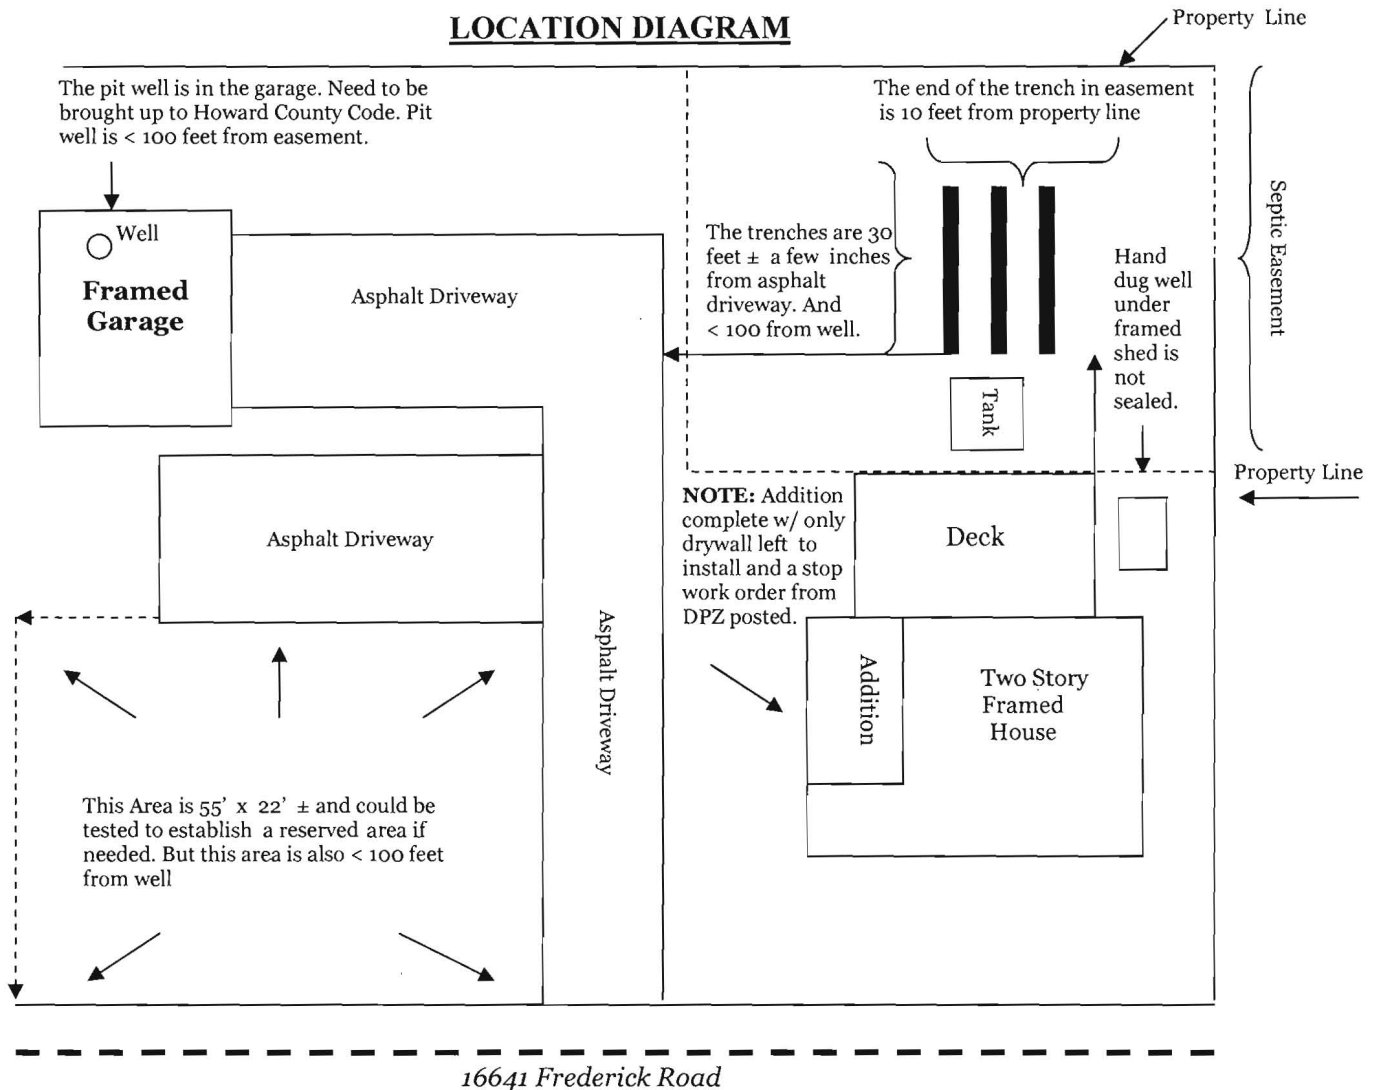 LOCATION DIAGRAM
Property Line
The pit well is in the garage. Need to be
brought up to Howard County Code. Pit
well is < 100 feet from easement.
The end of the trench in easement
is 10 feet from property line
Septic Easement
Well
Framed
Garage
Asphalt Driveway
The trenches are 30
feet ± a few inches
from asphalt
driveway. And
< 100 from well.
Hand
dug well
under
framed
shed is
not
sealed.
Tank
Property Line
Asphalt Driveway
NOTE: Addition
complete w/ only
drywall left to
install and a stop
work order from
DPZ posted.
Deck
Asphalt Driveway
Addition
Two Story
Framed
House
This Area is 55' x 22' ± and could be
tested to establish a reserved area if
needed. But this area is also < 100 feet
from well
16641 Frederick Road